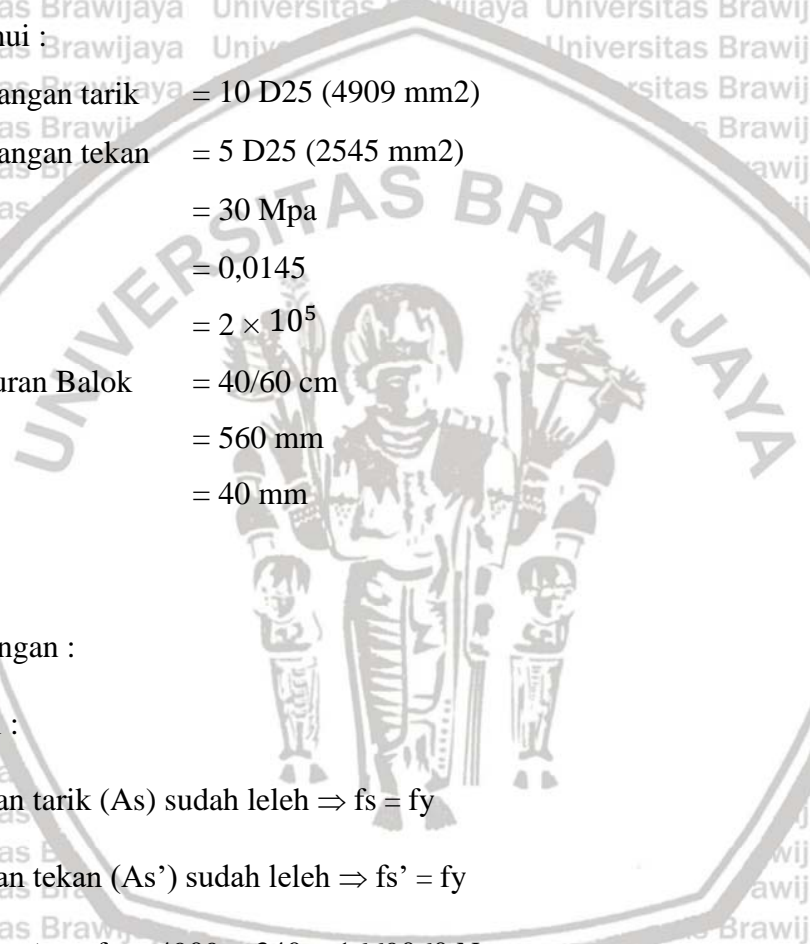 ui :
angan tarik = 10 D25 (4909 mm2)
angan tekan = 5 D25 (2545 mm2)
= 30 Mpa
= 0,0145
= 2 × 10⁵
uran Balok = 40/60 cm
= 560 mm
= 40 mm
ngan :
:
an tarik (As) sudah leleh ⇒ fs = fy
an tekan (As’) sudah leleh ⇒ fs’ = fy
UNIVERSITAS BRAWIJAYA